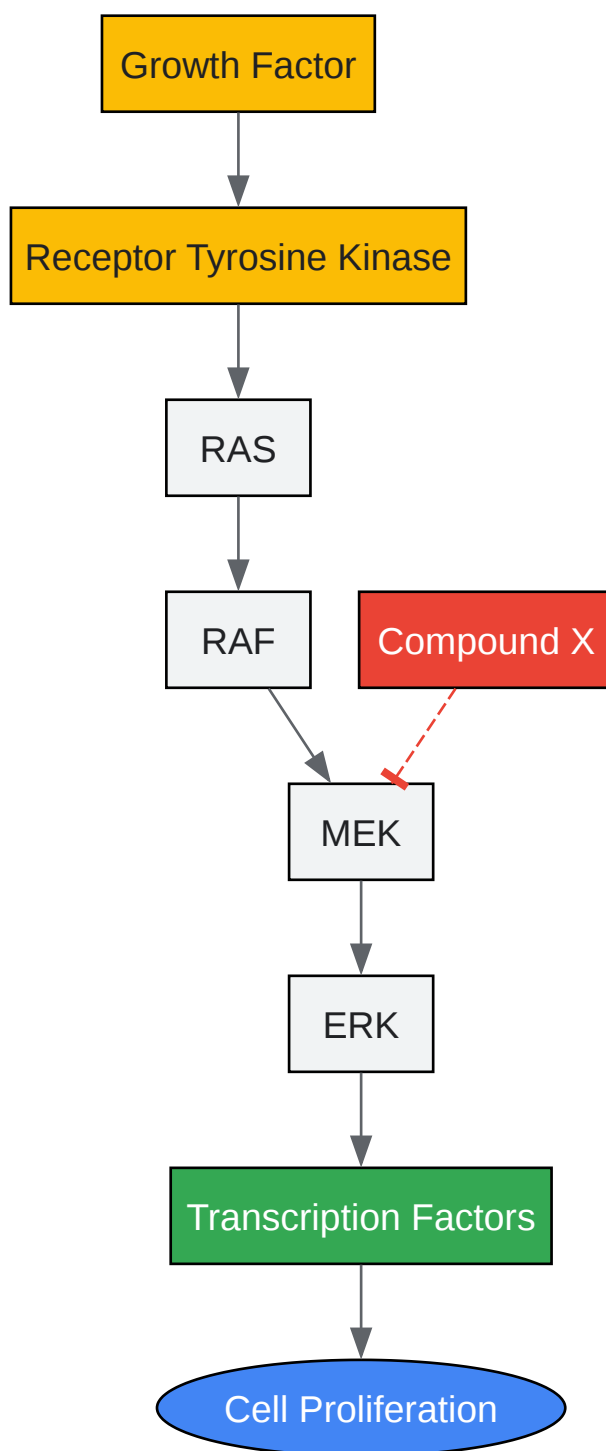 Growth Factor
Receptor Tyrosine Kinase
RAS
RAF
Compound X
MEK
ERK
Transcription Factors
Cell Proliferation